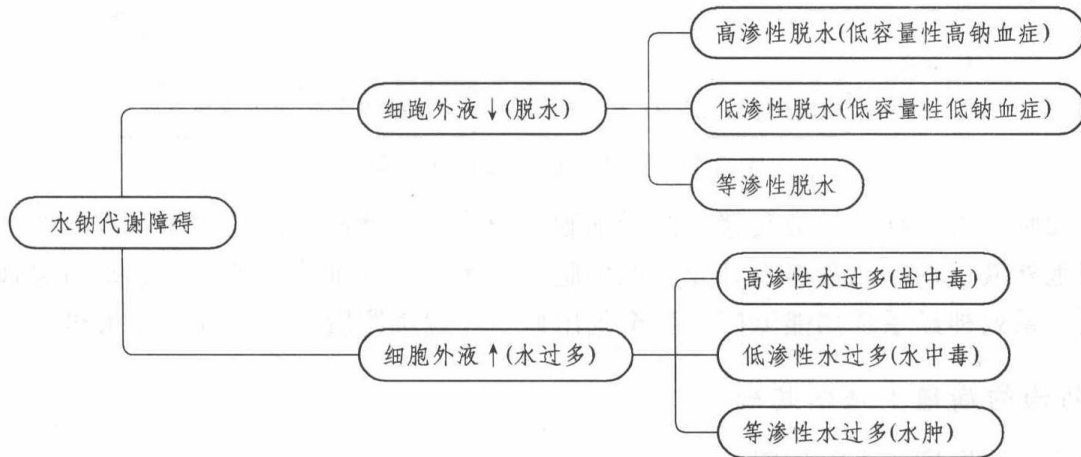 高渗性脱水(低容量性高钠血症)
细胞外液↓(脱水)
低渗性脱水(低容量性低钠血症)
等渗性脱水
水钠代谢障碍
高渗性水过多(盐中毒)
细胞外液↑(水过多)
低渗性水过多(水中毒)
等渗性水过多(水肿)